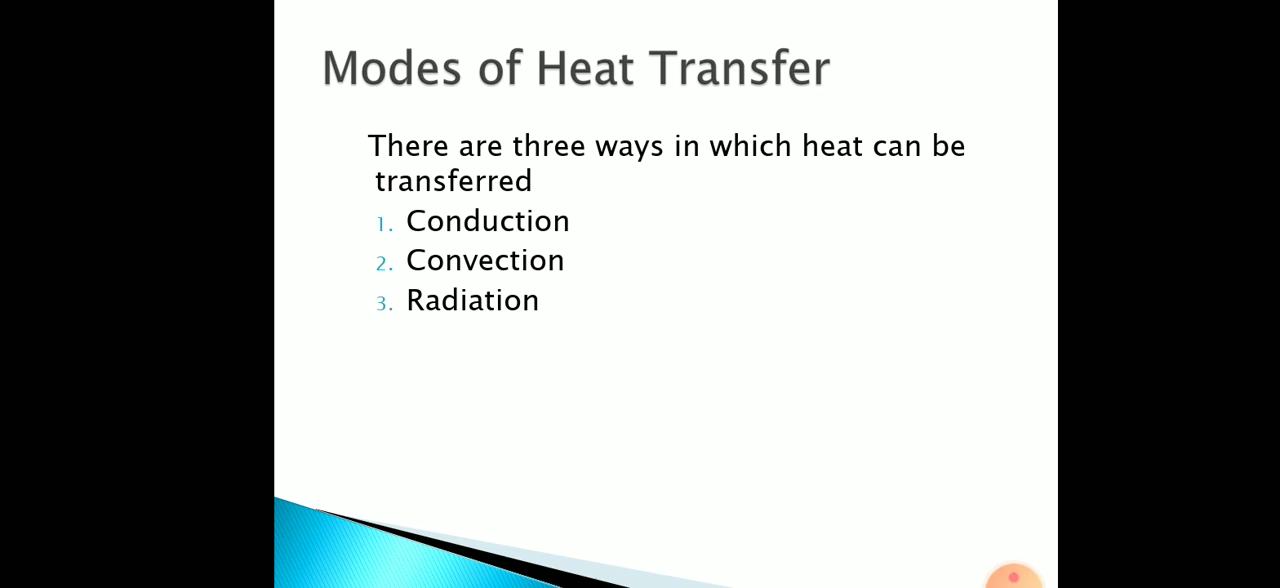 Modes of Heat Transfer
There are three ways in which heat can be
transferred
1. Conduction
2. Convection
3. Radiation